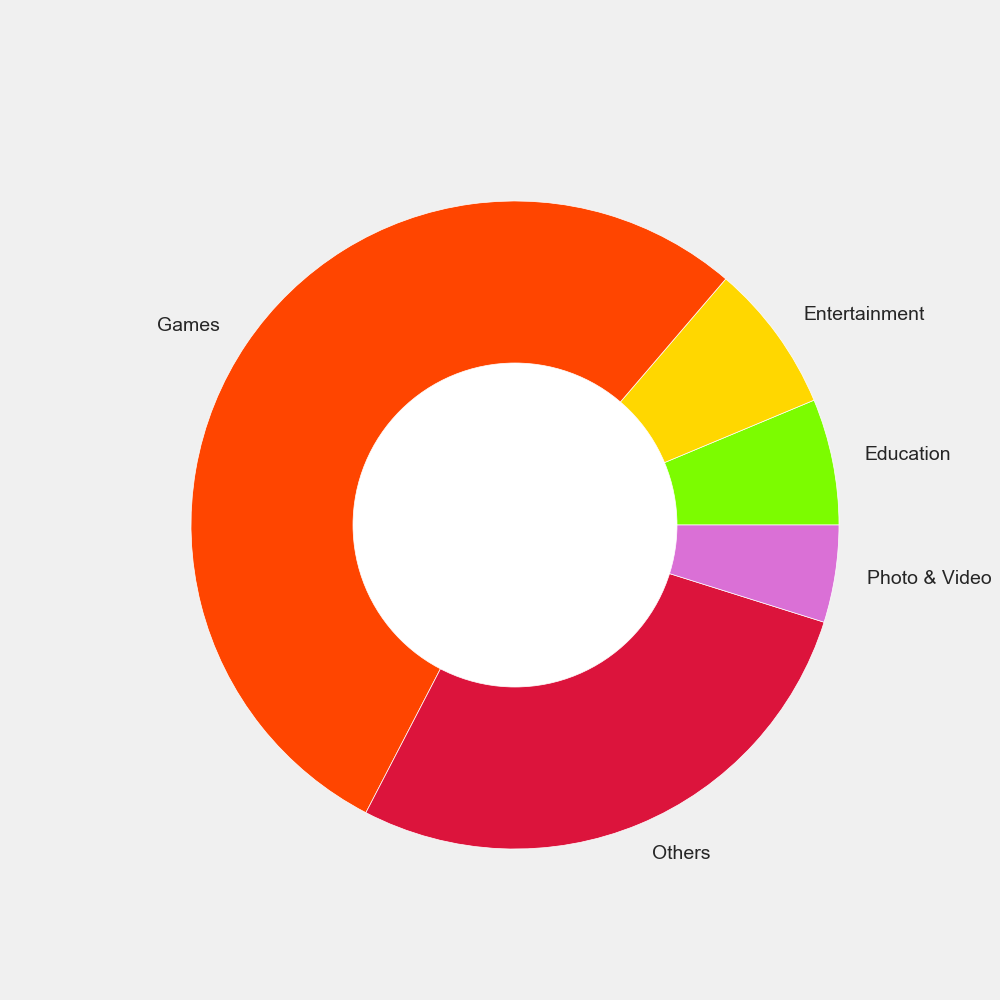 Entertainment
Games
Education
Photo & Video
Others